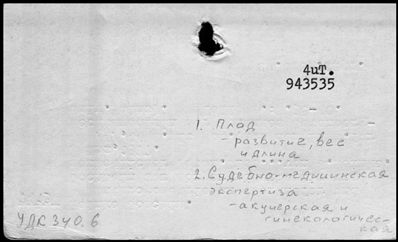 4иТ.
943535
1. Плод
- развитие, вес
и длина
2. Судебно-медицинская
экспертиза
- акушерская и
гинекологичес-
кая
УДК 340.6